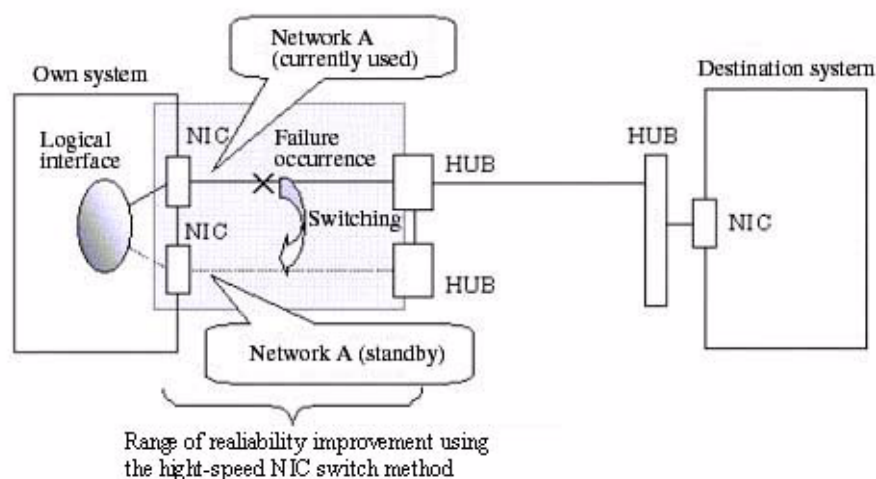 Network A
(currently used)
Own system
Destination system
Logical
interface
NIC
Failure
occurrence
HUB
HUB
Switching
NIC
NIC
HUB
Network A (standby)
Range of realiability improvement using
the hight-speed NIC switch method